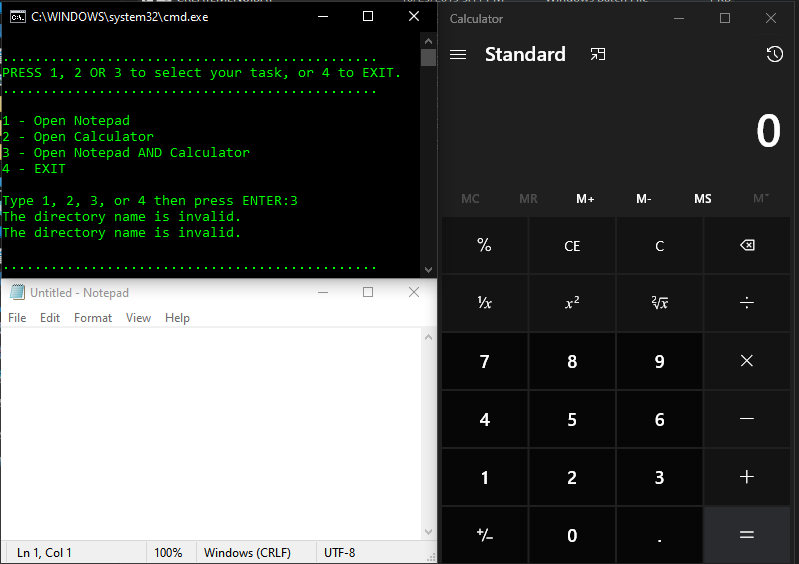 C:\WINDOWS\system32\cmd.exe
...............................................
PRESS 1, 2 OR 3 to select your task, or 4 to EXIT.
...............................................
1 - Open Notepad
2 - Open Calculator
3 - Open Notepad AND Calculator
4 - EXIT
Type 1, 2, 3, or 4 then press ENTER:3
The directory name is invalid.
The directory name is invalid.
...............................................
Untitled - Notepad
File Edit Format View Help
Ln 1, Col 1 100% Windows (CRLF) UTF-8
Calculator
Standard
0
MC MR M+ M- MS M˅
% CE C
¹/x x² ²√x ÷
7 8 9 ×
4 5 6 −
1 2 3 +
+/− 0 . =